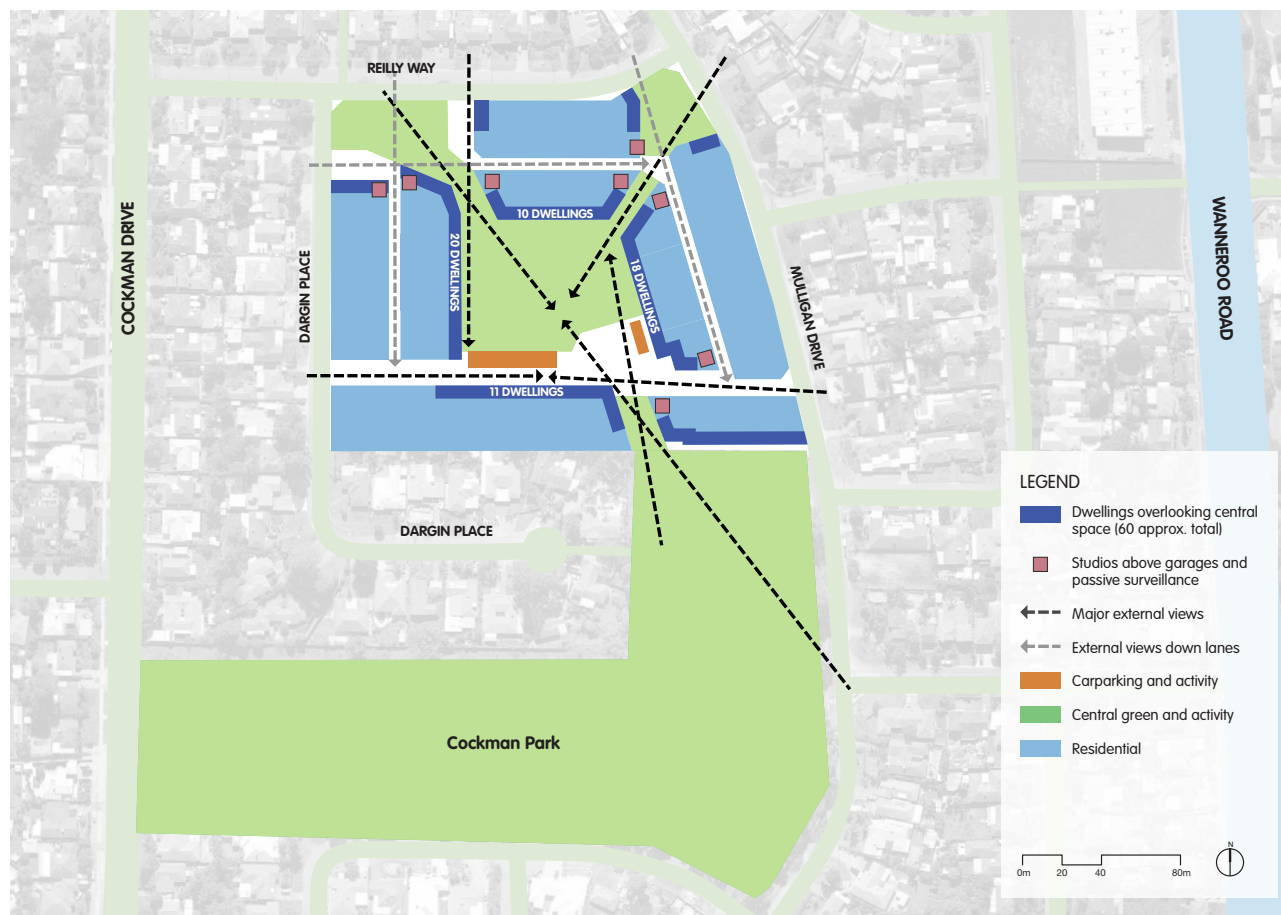 REILLY WAY
COCKMAN DRIVE
DARGIN PLACE
20 DWELLINGS
10 DWELLINGS
18 DWELLINGS
11 DWELLINGS
MULLIGAN DRIVE
WANNEROO ROAD
DARGIN PLACE
Cockman Park
LEGEND
Dwellings overlooking central
space (60 approx. total)
Studios above garages and
passive surveillance
Major external views
External views down lanes
Carparking and activity
Central green and activity
Residential
0m 20 40 80m
N